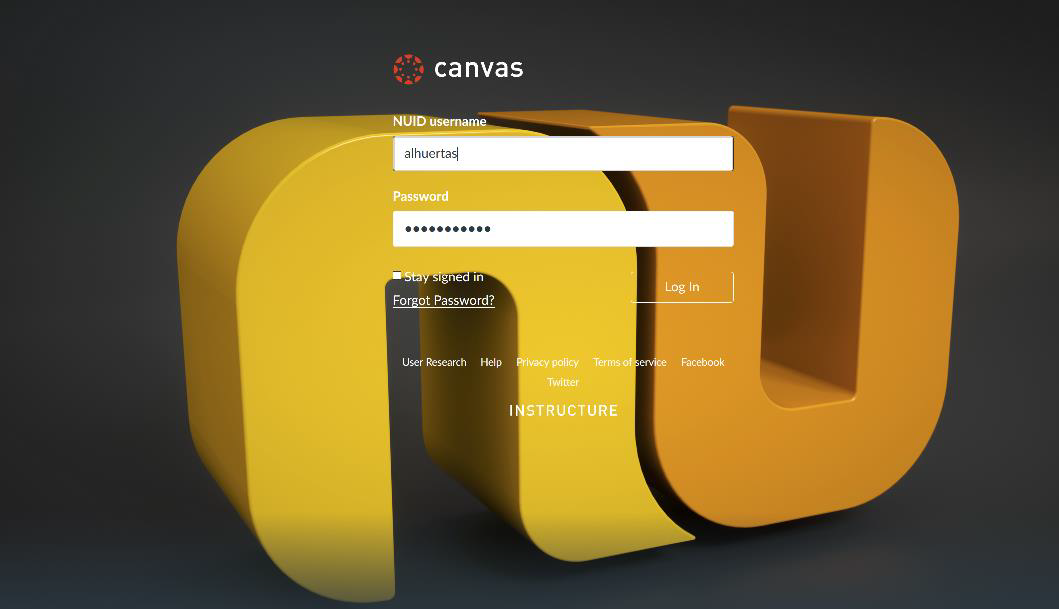 canvas
NUID username
alhuertas
Password
•••••••••••
Stay signed in
Forgot Password?
Log In
User Research Help Privacy policy Terms of service Facebook
Twitter
INSTRUCTURE
nu